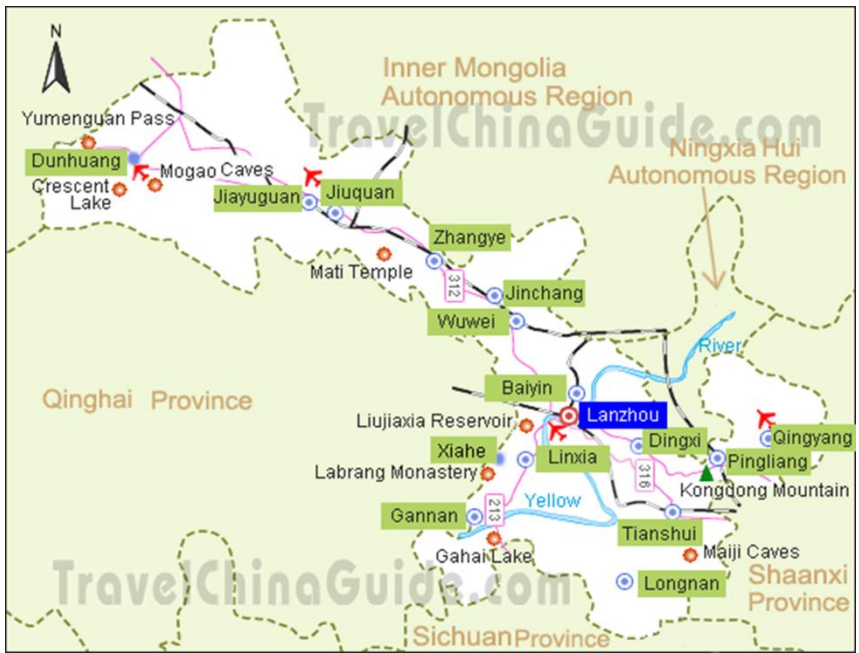 N
Inner Mongolia
Autonomous Region
TravelChinaGuide.com
Yumenguan Pass
Ningxia Hui
Autonomous Region
Dunhuang
Mogao Caves
Crescent
Lake
Jiayuguan
Jiuquan
Zhangye
Mati Temple
312
Jinchang
Wuwei
River
Qinghai Province
Baiyin
Lanzhou
Liujiaxia Reservoir
Qingyang
Xiahe
Linxia
Dingxi
Pingliang
Labrang Monastery
316
Kongdong Mountain
Yellow
213
Gannan
Tianshui
Gahai Lake
Maiji Caves
TravelChinaGuide.com
Longnan
Shaanxi
Province
Sichuan Province